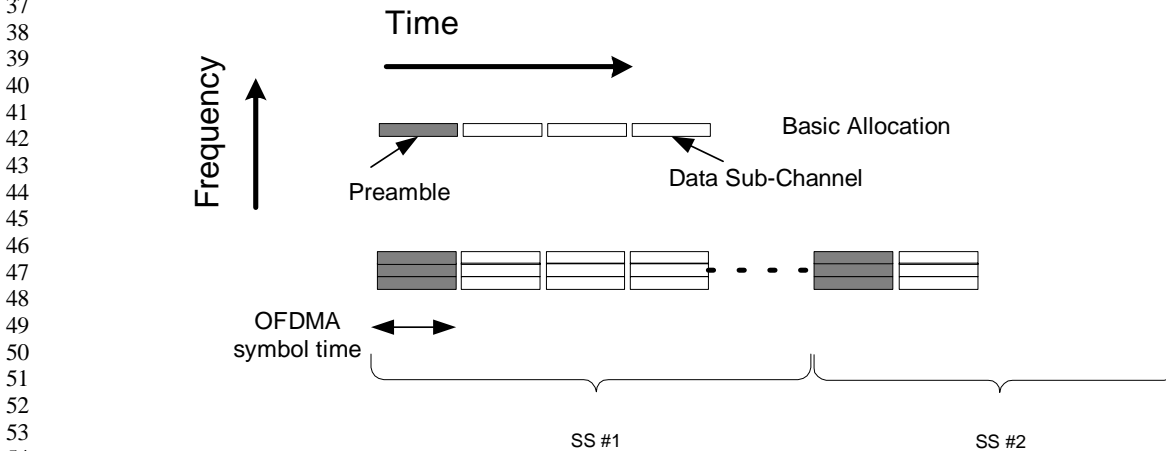 37
38
39
40
41
42
43
44
45
46
47
48
49
50
51
52
53
Time
Frequency
Basic Allocation
Preamble
Data Sub-Channel
OFDMA
symbol time
SS #1
SS #2